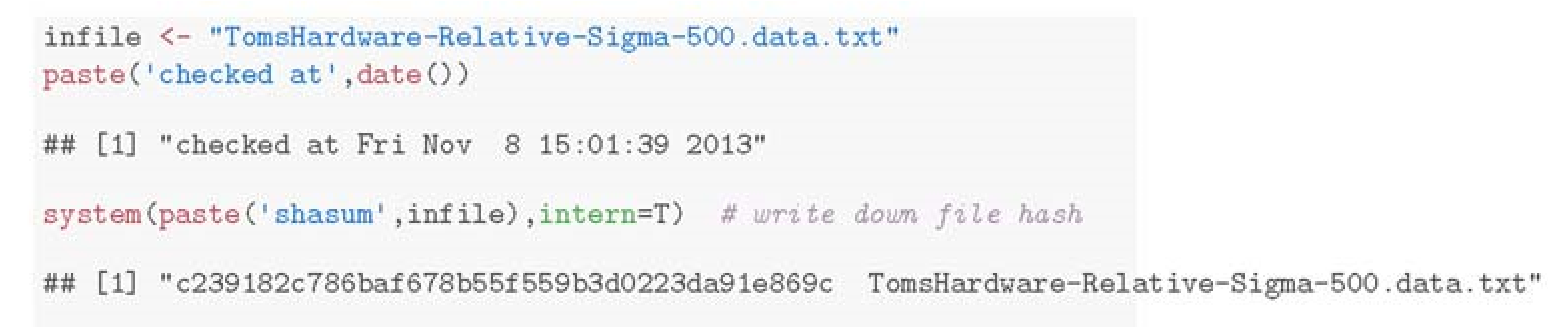 infile <- "TomsHardware-Relative-Sigma-500.data.txt"
paste('checked at',date())
## [1] "checked at Fri Nov  8 15:01:39 2013"
system(paste('shasum',infile),intern=T)  # write down file hash
## [1] "c239182c786baf678b55f559b3d0223da91e869c  TomsHardware-Relative-Sigma-500.data.txt"